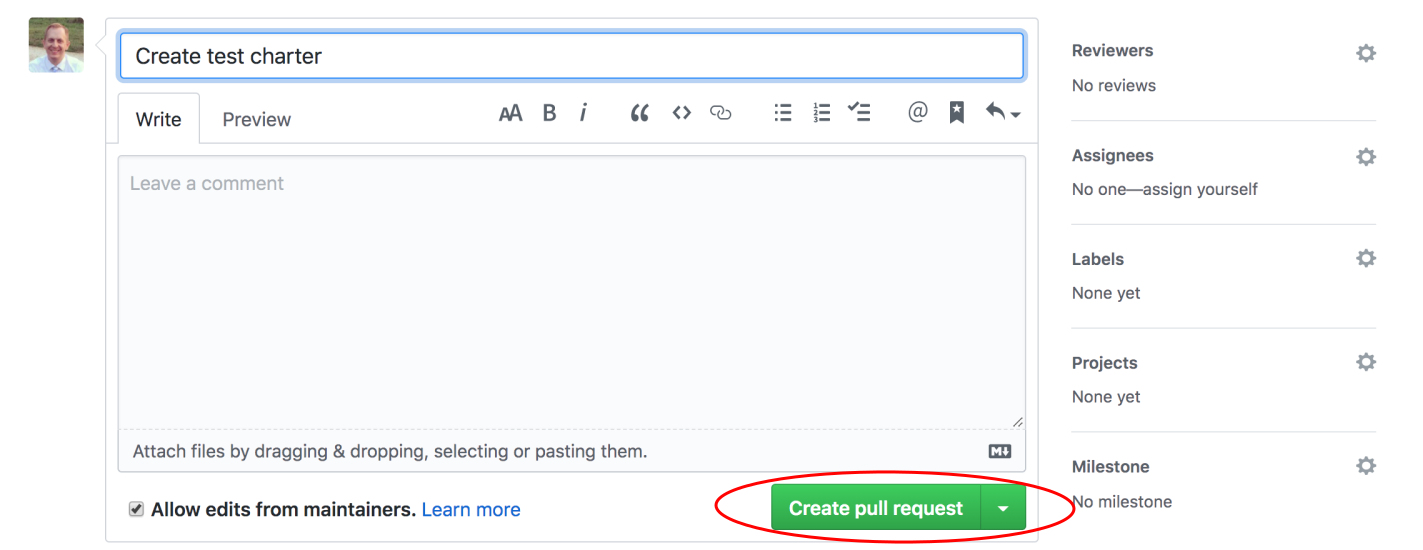 Create test charter
Write
Preview
AA B i “ <> @
Leave a comment
Attach files by dragging & dropping, selecting or pasting them.
M↓
Allow edits from maintainers. Learn more
Create pull request
Reviewers
No reviews
Assignees
No one—assign yourself
Labels
None yet
Projects
None yet
Milestone
No milestone